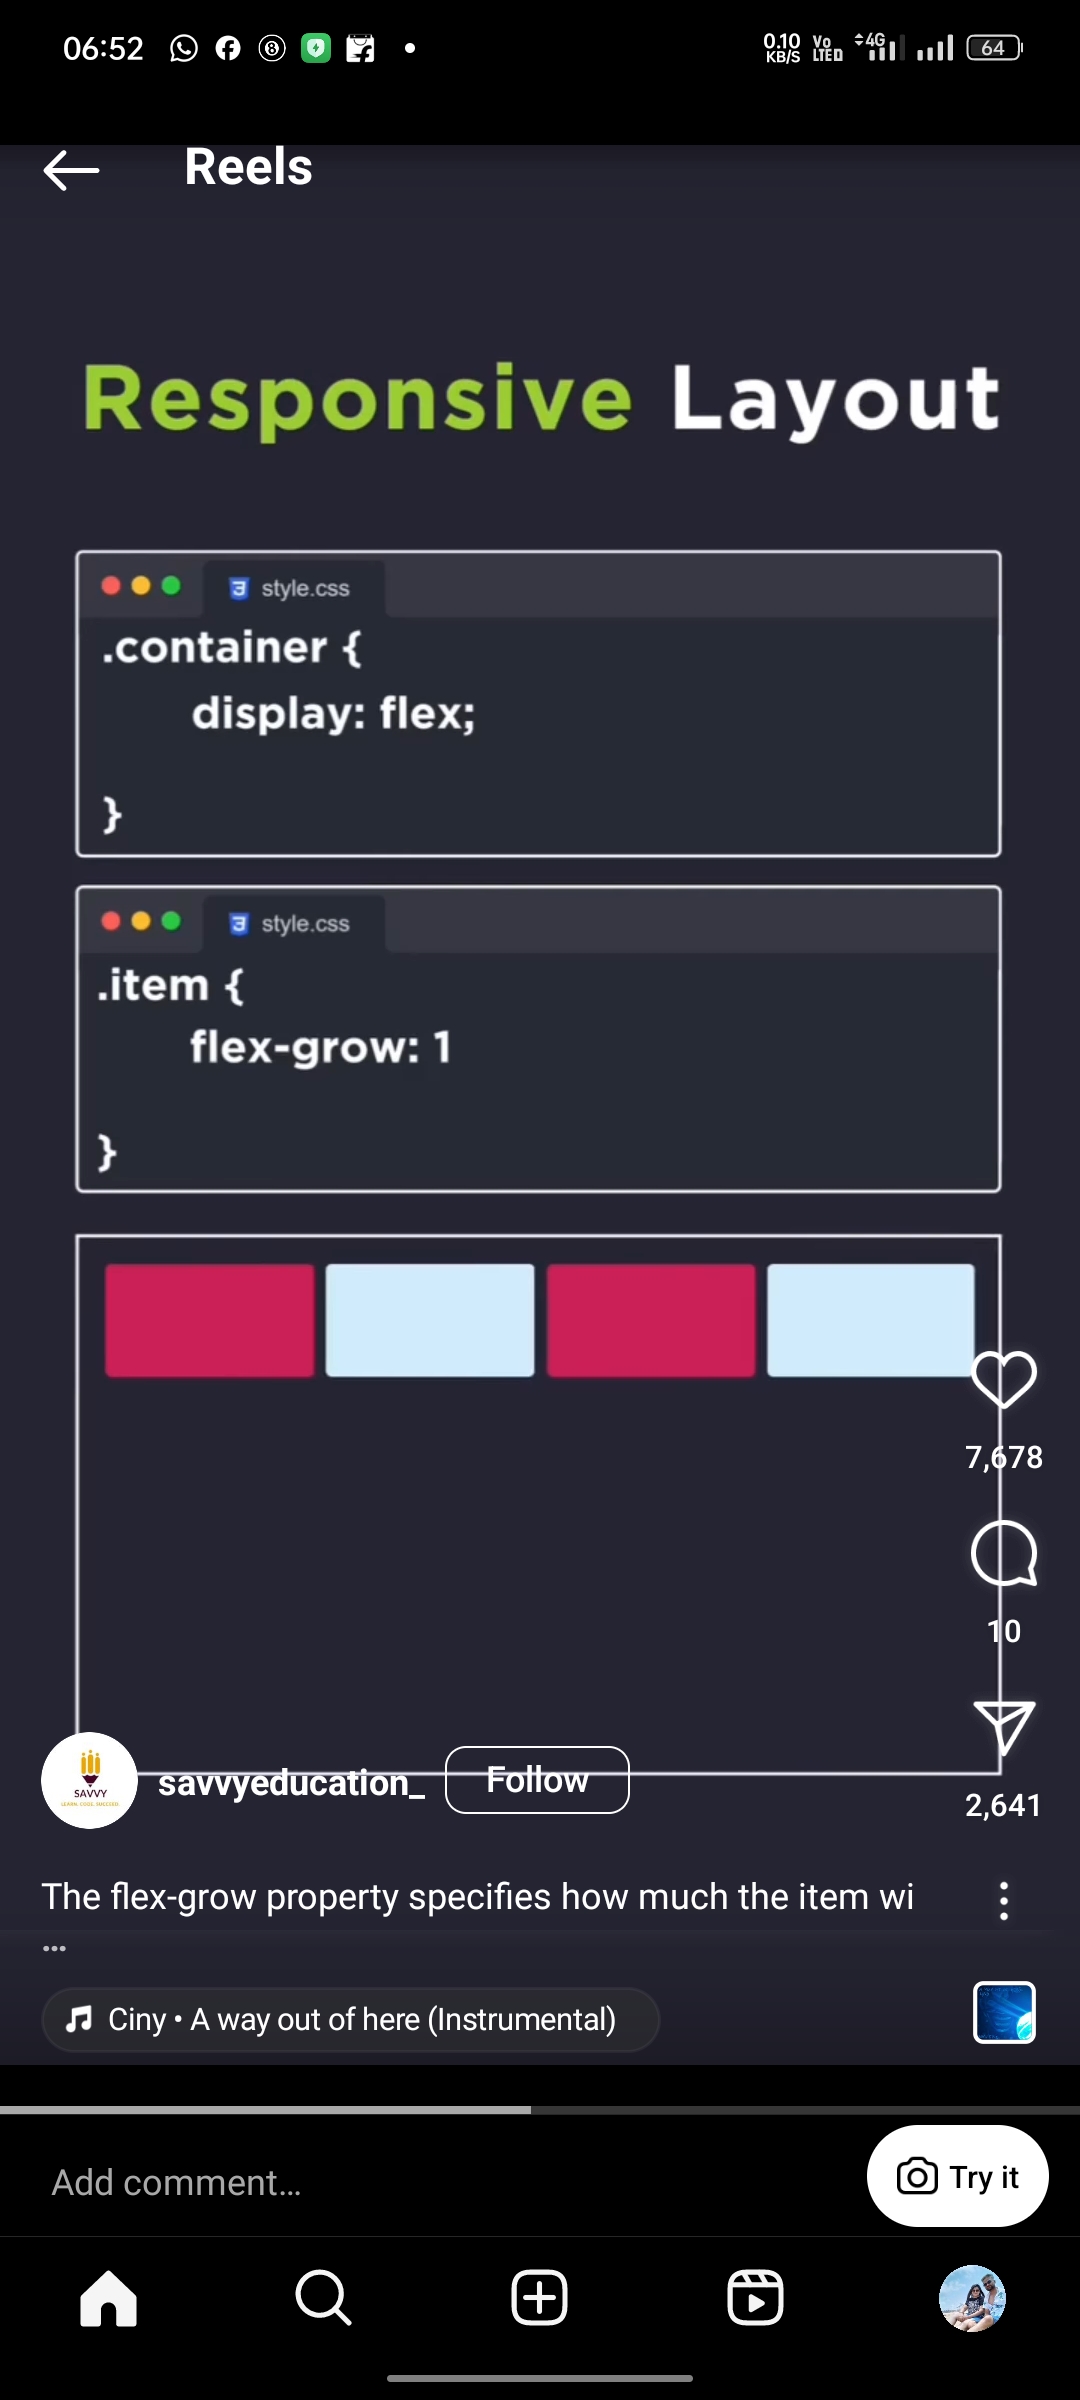 06:52
0.10 KB/S
Vo LTE
4G
64
Reels
Responsive Layout
style.css
.container {
display: flex;
}
style.css
.item {
flex-grow: 1
}
7,678
10
2,641
SAVVY
savvyeducation_
Follow
The flex-grow property specifies how much the item wi
...
Ciny • A way out of here (Instrumental)
Add comment...
Try it